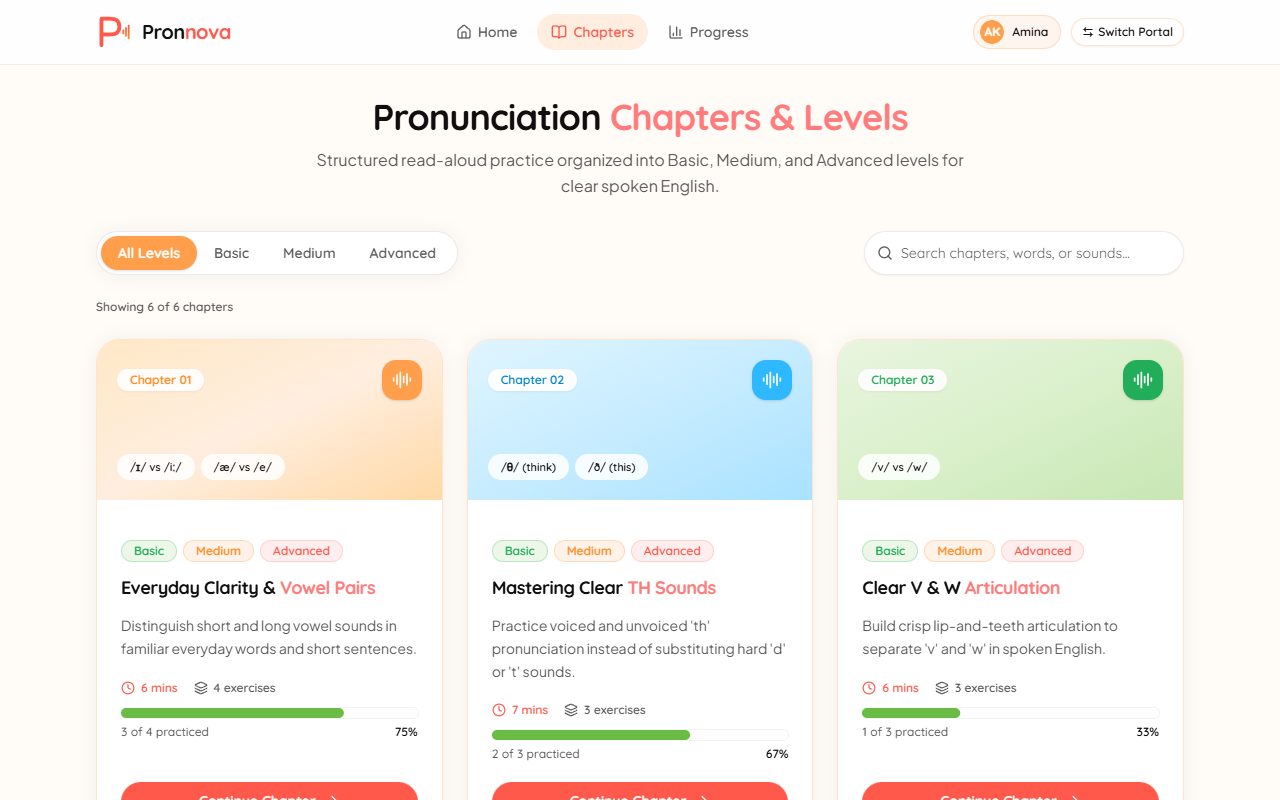 Pronnova
Home
Chapters
Progress
AK Amina
Switch Portal
Pronunciation Chapters & Levels
Structured read-aloud practice organized into Basic, Medium, and Advanced levels for
clear spoken English.
All Levels
Basic
Medium
Advanced
Search chapters, words, or sounds...
Showing 6 of 6 chapters
Chapter 01
/ɪ/ vs /iː/
/æ/ vs /e/
Basic
Medium
Advanced
Everyday Clarity & Vowel Pairs
Distinguish short and long vowel sounds in
familiar everyday words and short sentences.
6 mins
4 exercises
3 of 4 practiced
75%
Continue Chapter
Chapter 02
/θ/ (think)
/ð/ (this)
Basic
Medium
Advanced
Mastering Clear TH Sounds
Practice voiced and unvoiced 'th'
pronunciation instead of substituting hard 'd'
or 't' sounds.
7 mins
3 exercises
2 of 3 practiced
67%
Continue Chapter
Chapter 03
/v/ vs /w/
Basic
Medium
Advanced
Clear V & W Articulation
Build crisp lip-and-teeth articulation to
separate 'v' and 'w' in spoken English.
6 mins
3 exercises
1 of 3 practiced
33%
Continue Chapter